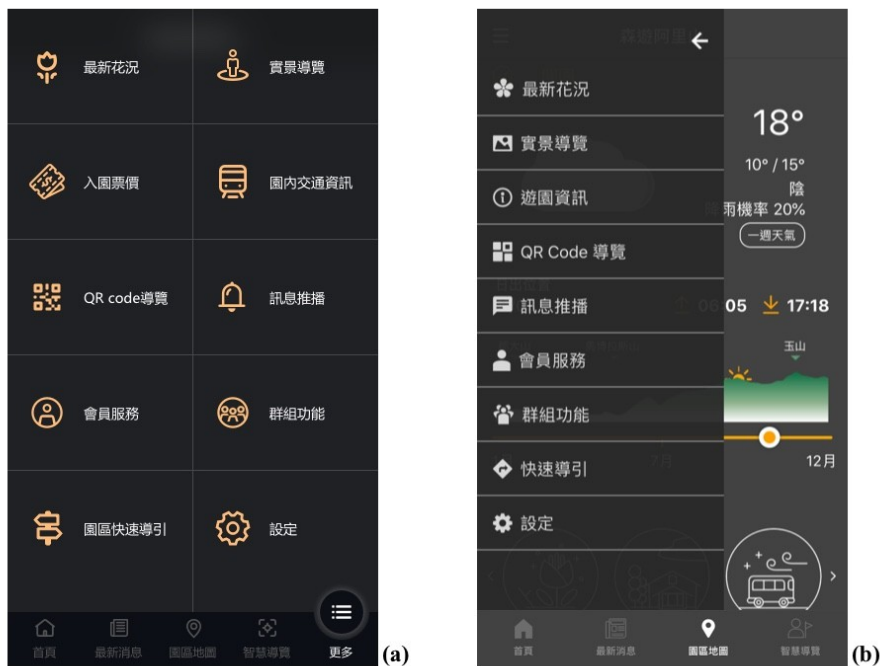 最新花況
實景導覽
入園票價
園內交通資訊
QR code導覽
訊息推播
會員服務
群組功能
園區快速導引
設定
首頁
最新消息
園區地圖
智慧導覽
更多
(a)
森遊阿里
最新花況
實景導覽
遊園資訊
QR Code 導覽
訊息推播
會員服務
群組功能
快速導引
設定
18°
10° / 15°
陰
雨機率 20%
一週天氣
日出位置
05
17:18
玉山
7月
12月
首頁
最新消息
園區地圖
智慧導覽
(b)